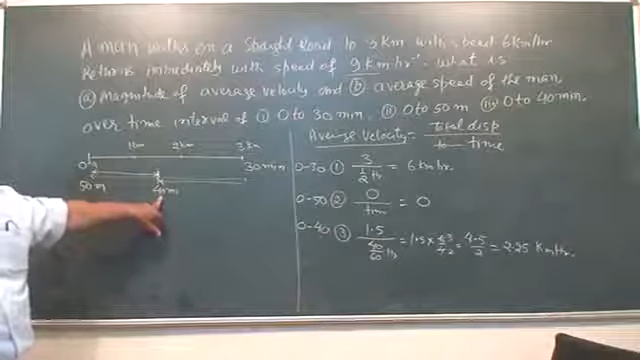 A man walks on a straight road to 3 Km with speed 6 Km/hr
Returns immediately with speed of 9 km hr⁻¹. what is
(a) Magnitude of average velocity and (b) average speed of the man
over time interval of (i) 0 to 30 min. (ii) 0 to 50 m (iii) 0 to 40 min.
1km 2km 3km
0 30 min
50 m 40 min
Average Velocity = total disp / time
0-30 (1) 3 / ½ hr = 6 km hr.
0-50 (2) 0 / tim = 0
0-40 (3) 1.5 / 40/60 hr = 1.5 × = 4.5/2 = 2.25 Km/hr.